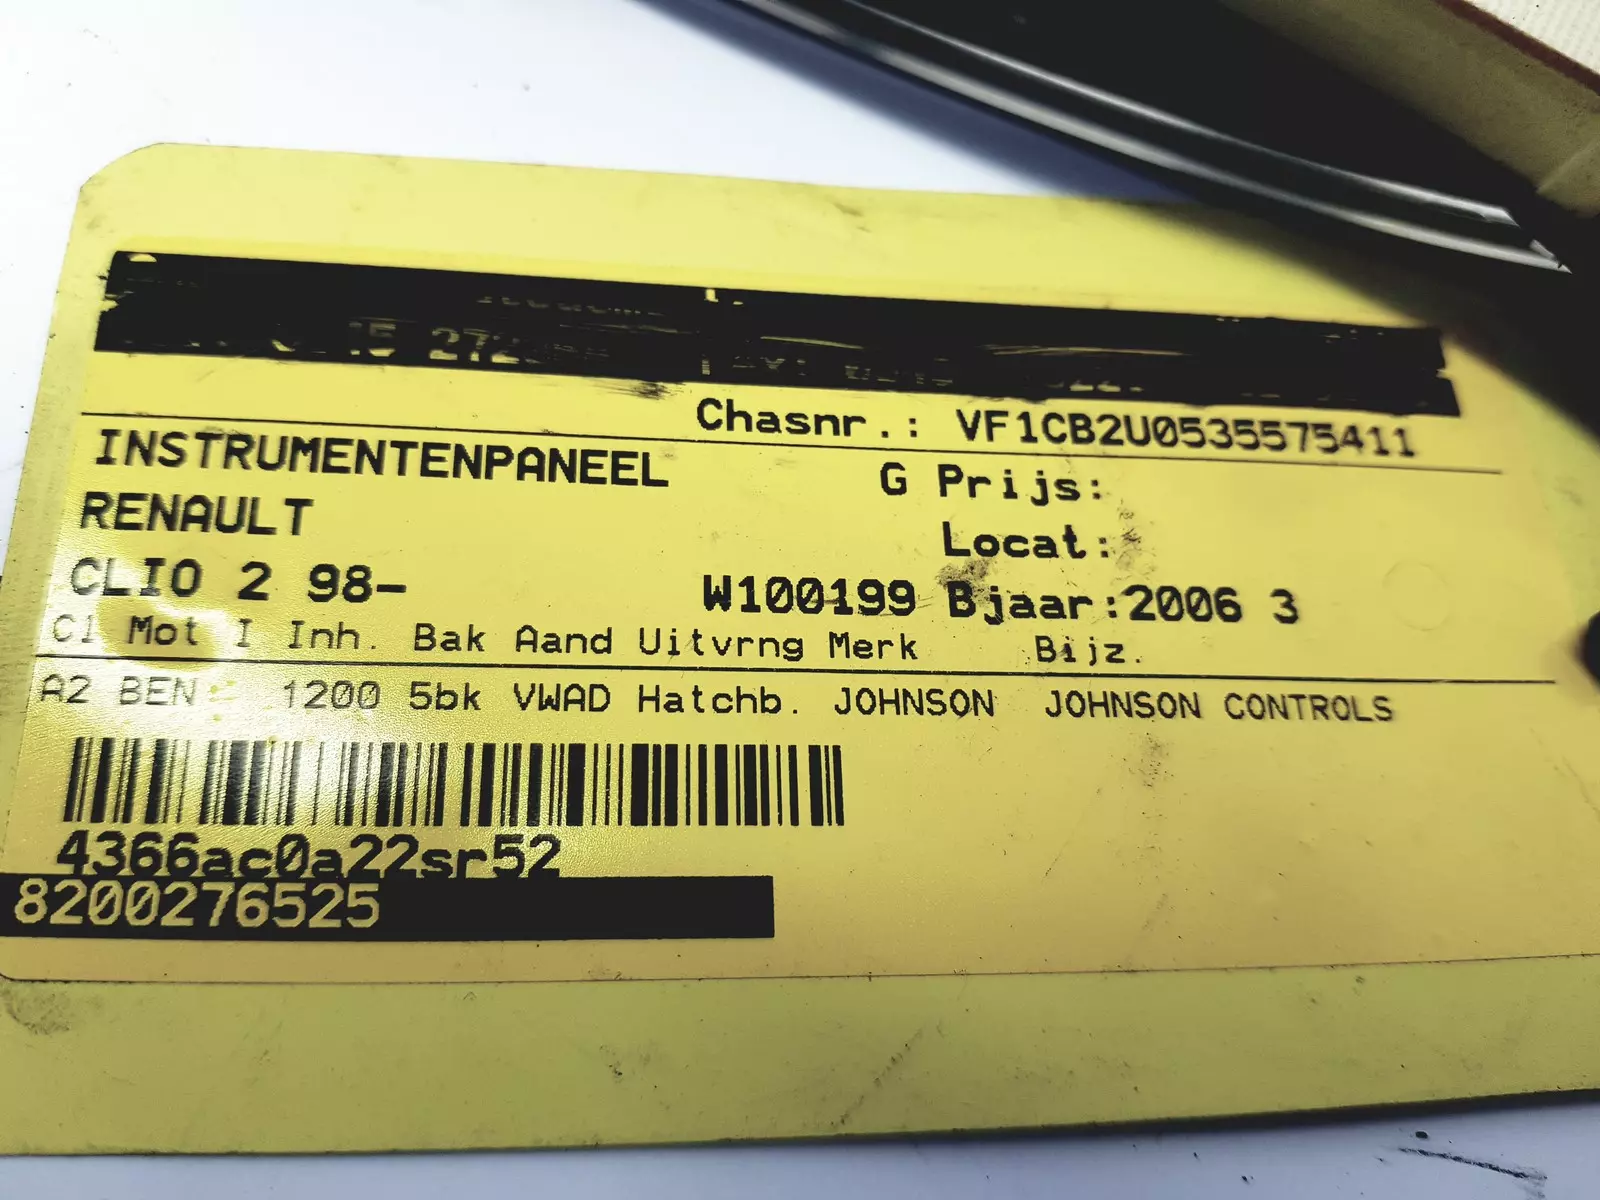 Chasnr.: VF1CB2U0535575411
INSTRUMENTENPANEEL G Prijs:
RENAULT Locat:
CLIO 2 98- W100199 Bjaar:2006 3
Cl Mot I Inh. Bak Aand Uitvrng Merk Bijz.
A2 BEN 1200 5bk VWAD Hatchb. JOHNSON JOHNSON CONTROLS
4366ac0a22sr52
8200276525